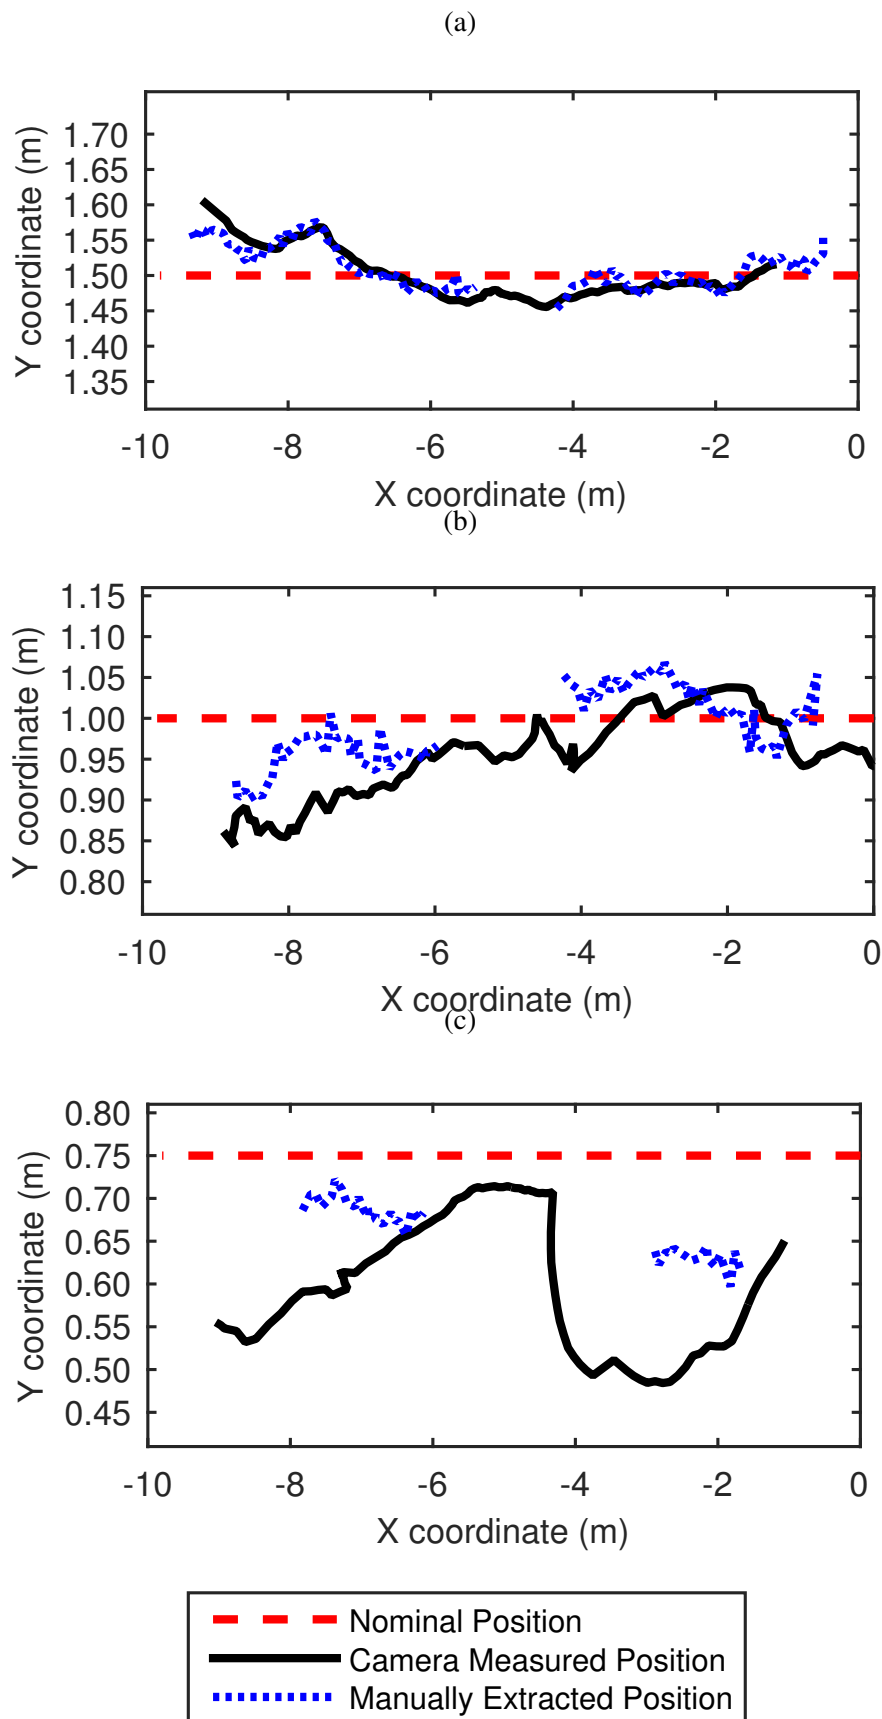 (a)
1.70
1.65
1.60
1.55
1.50
1.45
1.40
1.35
Y coordinate (m)
-10 -8 -6 -4 -2 0
X coordinate (m)
(b)
1.15
1.10
1.05
1.00
0.95
0.90
0.85
0.80
Y coordinate (m)
-10 -8 -6 -4 -2 0
X coordinate (m)
(c)
0.80
0.75
0.70
0.65
0.60
0.55
0.50
0.45
Y coordinate (m)
-10 -8 -6 -4 -2 0
X coordinate (m)
Nominal Position
Camera Measured Position
Manually Extracted Position